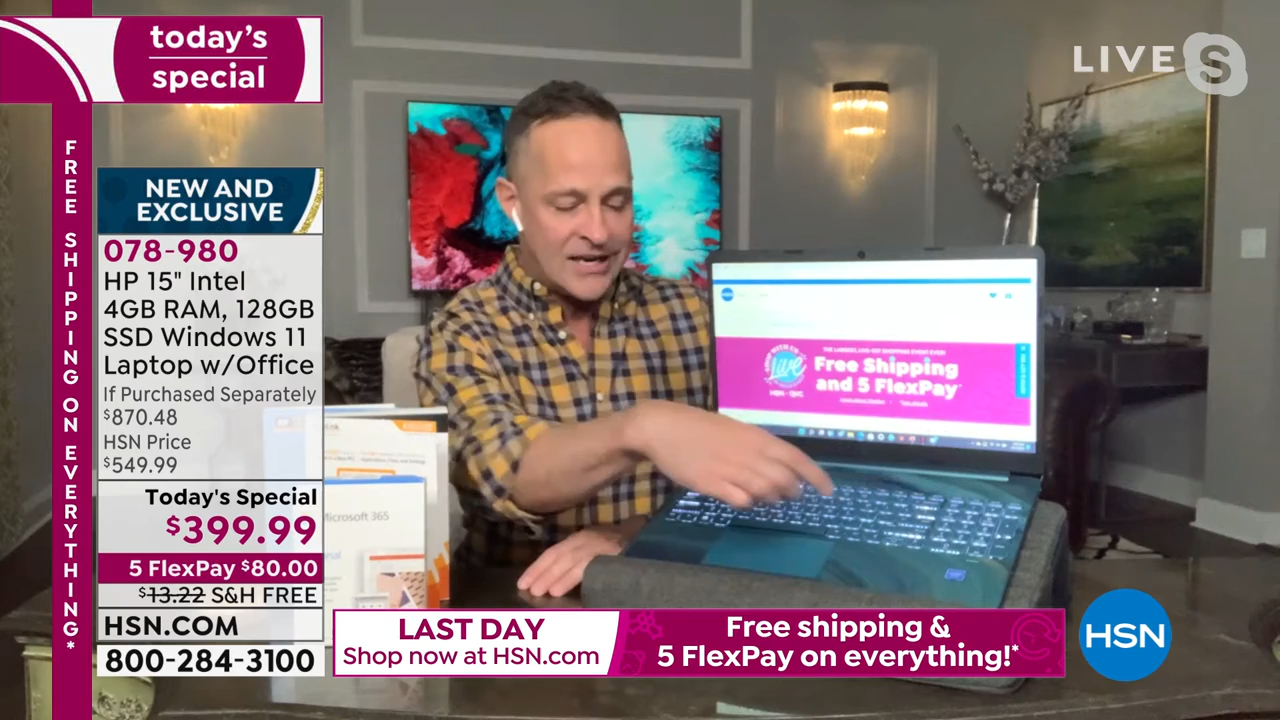 today's
special
LIVE S
FREE SHIPPING ON EVERYTHING!*
NEW AND
EXCLUSIVE
078-980
HP 15" Intel
4GB RAM, 128GB
SSD Windows 11
Laptop w/Office
If Purchased Separately
$870.48
HSN Price
$549.99
Today's Special
$399.99
5 FlexPay $80.00
$13.22 S&H FREE
HSN.COM
800-284-3100
live
Free Shipping
and 5 FlexPay
Microsoft 365
LAST DAY
Shop now at HSN.com
Free shipping &
5 FlexPay on everything!*
HSN